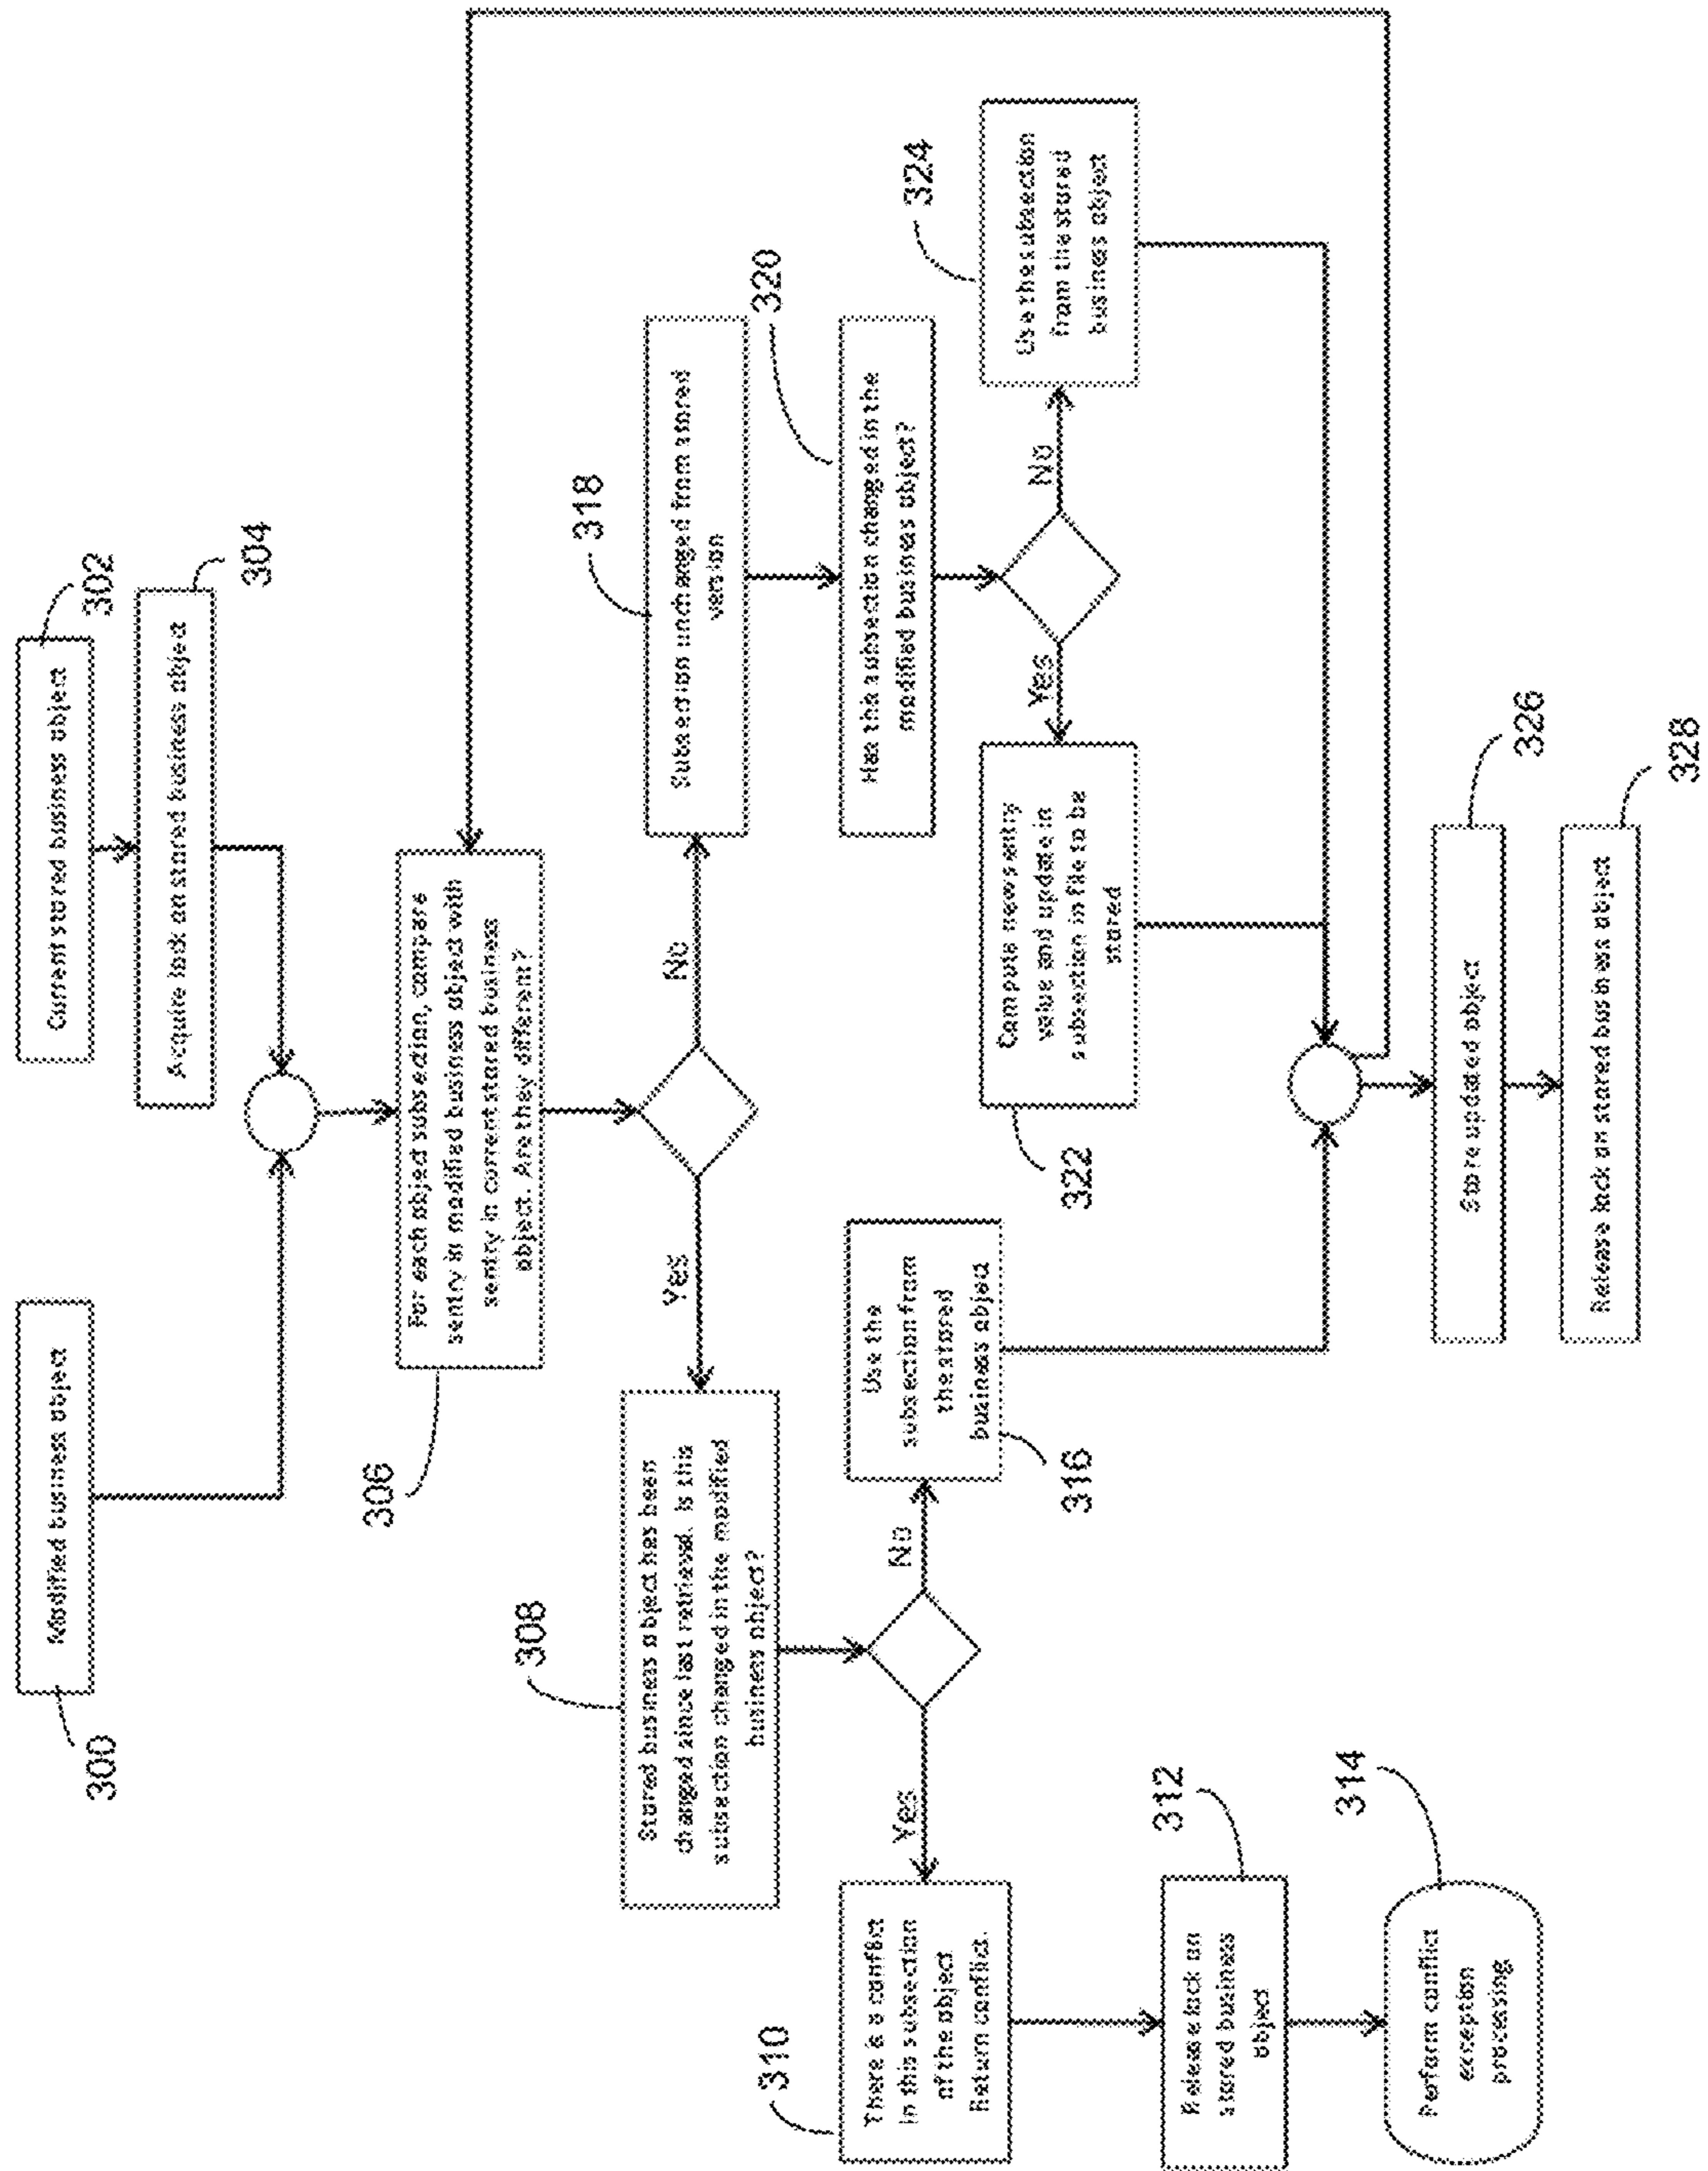 300
Modified business object
Current stored business object
302
Acquire lock on stored business object
304
For each object subsection, compare
sentry in modified business object with
sentry in current stored business
object. Are they different?
306
Yes
No
308
Stored business object has been
changed since last retrieval. Is this
subsection changed in the modified
business object?
318
Subsection unchanged from stored
version
320
Has this subsection changed in the
modified business object?
Yes
No
Yes
No
310
There is a conflict
in this subsection
of the object
Return conflict.
Use the
subsection from
the stored
business object
316
322
Compute new sentry
value and update in
subsection in file to be
stored
324
Use the subsection
from the stored
business object
312
Release lock on
stored business
object
314
Perform conflict
exception
processing
Store updated object
326
Release lock on stored business object
328